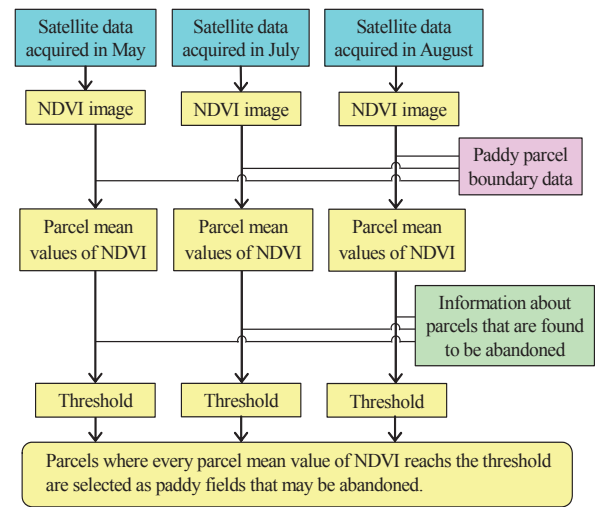 Satellite data
acquired in May
Satellite data
acquired in July
Satellite data
acquired in August
NDVI image
NDVI image
NDVI image
Paddy parcel
boundary data
Parcel mean
values of NDVI
Parcel mean
values of NDVI
Parcel mean
values of NDVI
Information about
parcels that are found
to be abandoned
Threshold
Threshold
Threshold
Parcels where every parcel mean value of NDVI reaches the threshold
are selected as paddy fields that may be abandoned.